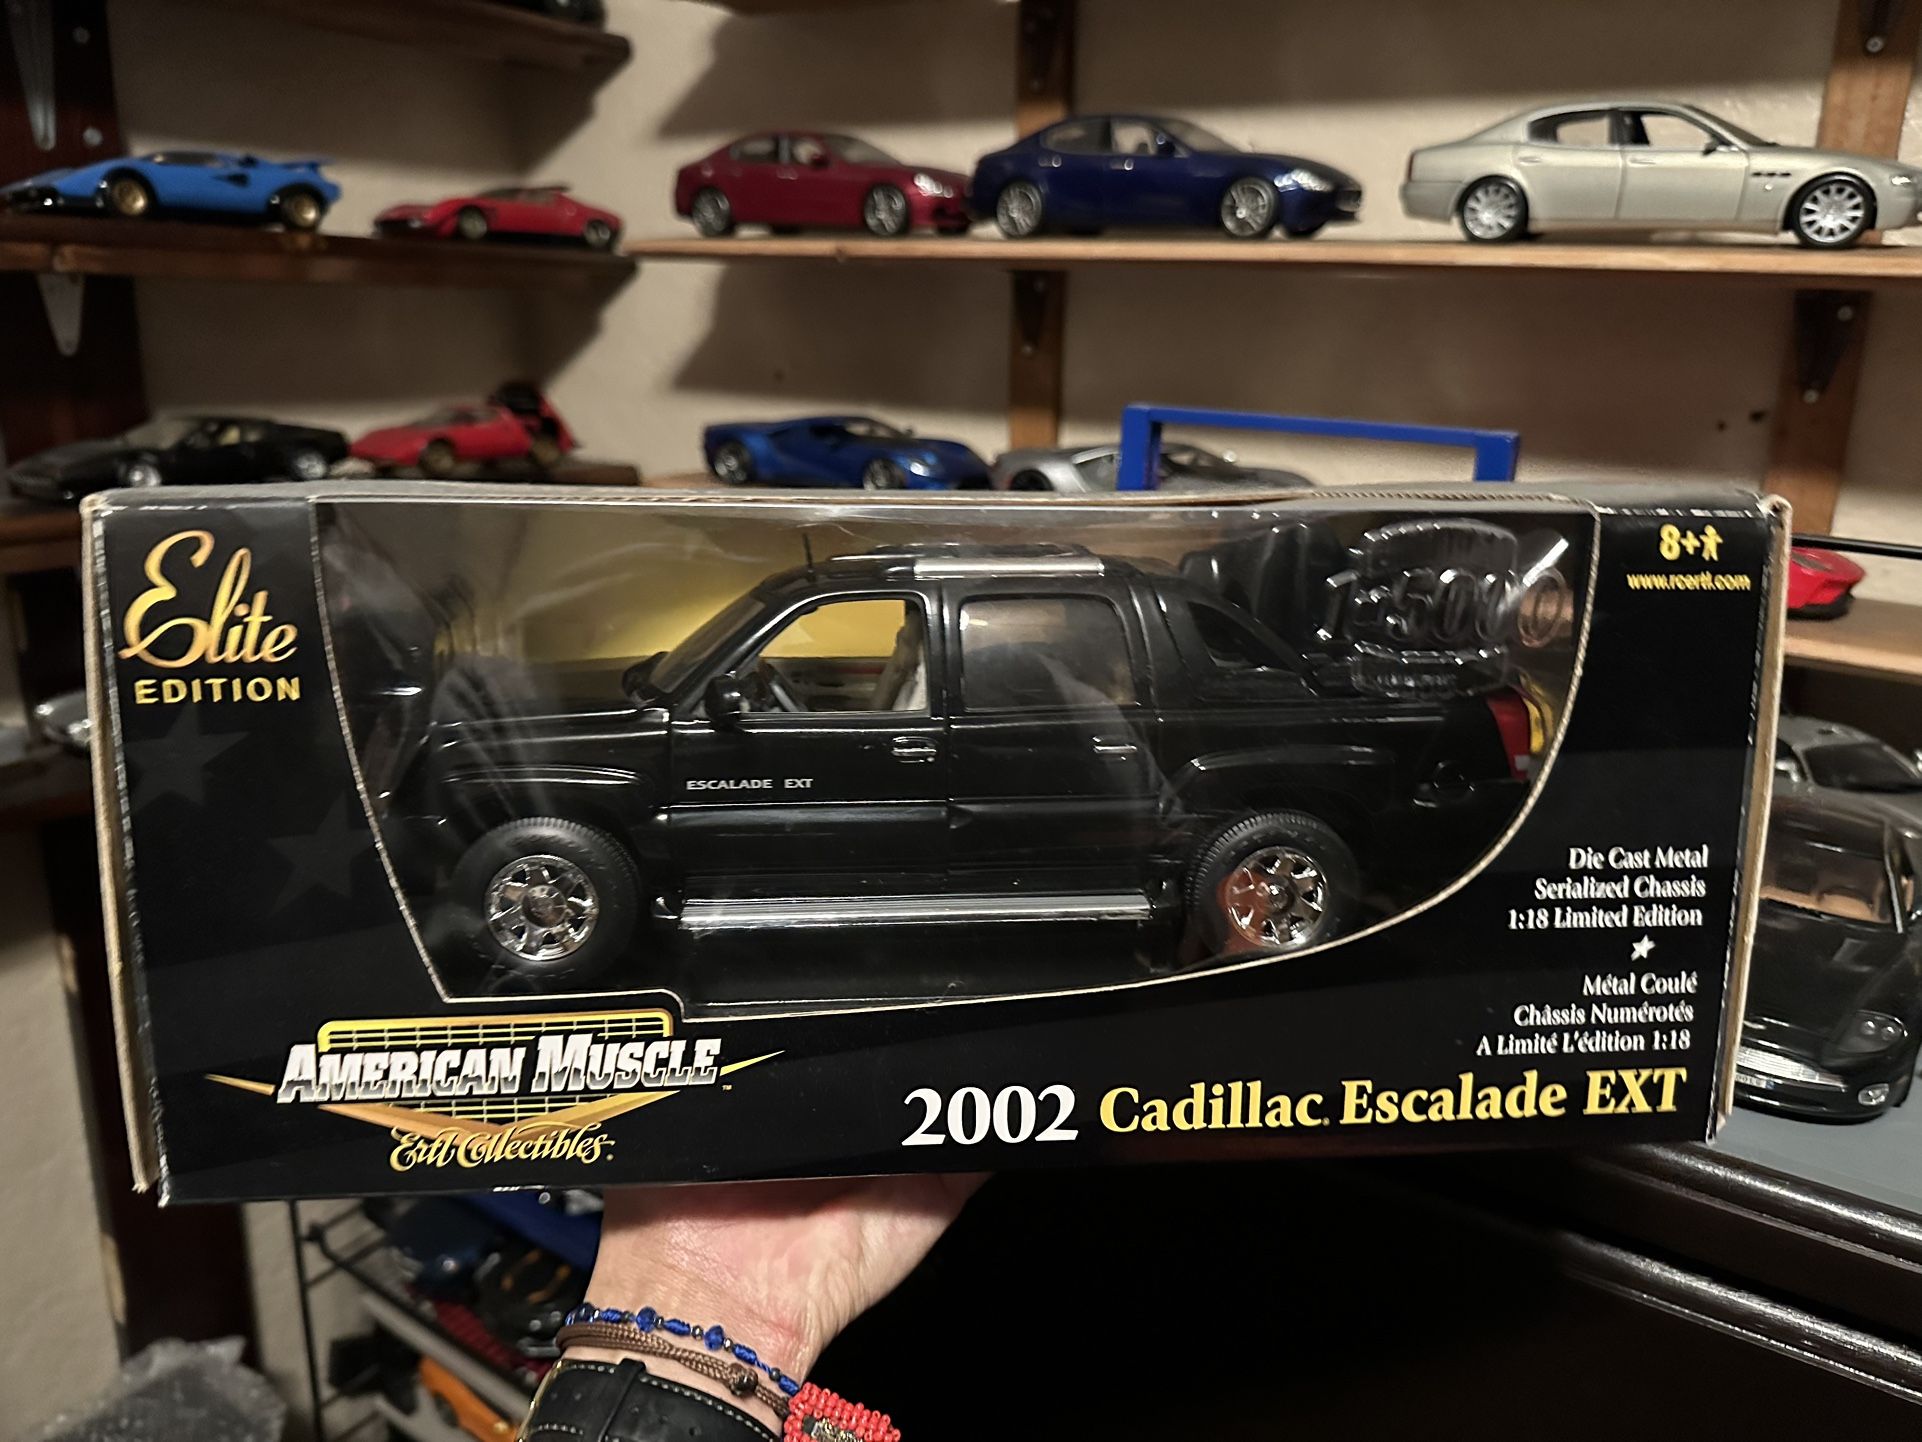 Elite
EDITION
8+
www.rcertl.com
ESCALADE EXT
Die Cast Metal
Serialized Chassis
1:18 Limited Edition
Métal Coulé
Châssis Numérotés
A Limité L'édition 1:18
AMERICAN MUSCLE™
Ertl Collectibles.
2002 Cadillac Escalade EXT